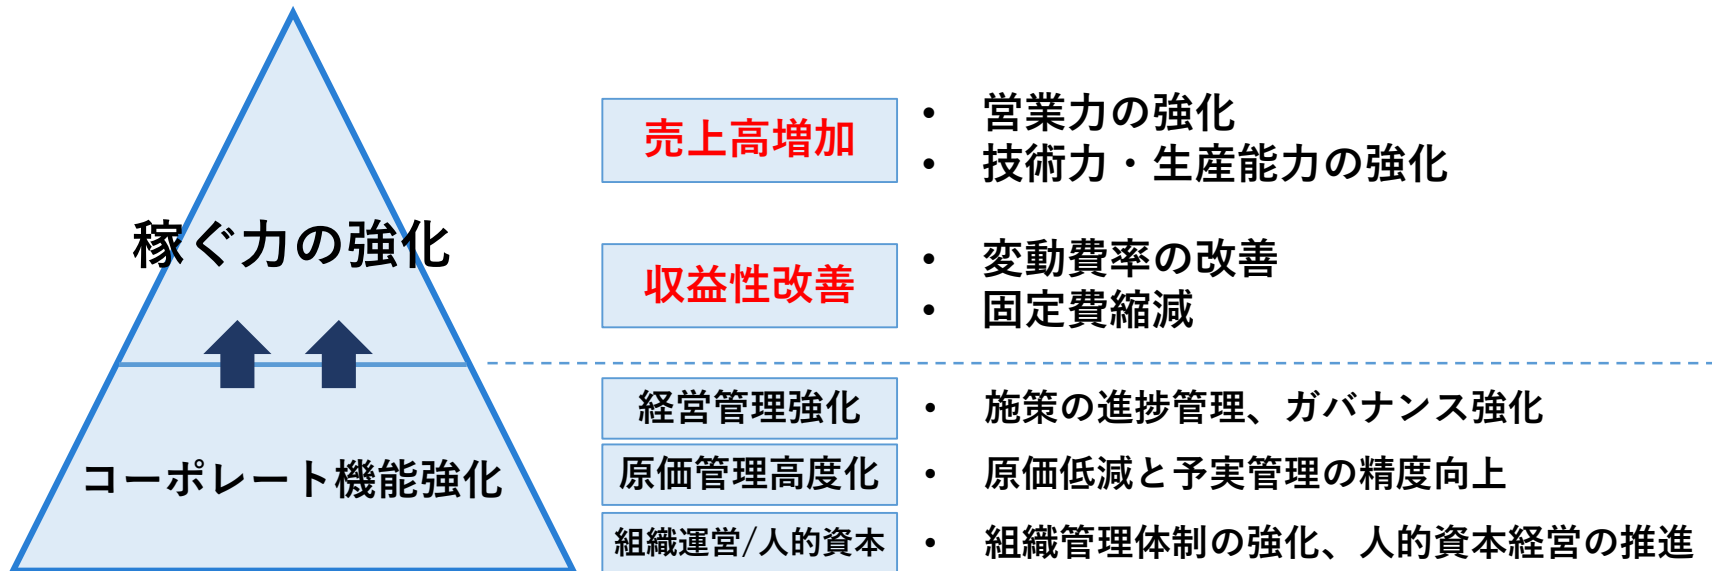 稼ぐ力の強化
売上高増加
• 営業力の強化
• 技術力・生産能力の強化
収益性改善
• 変動費率の改善
• 固定費縮減
コーポレート機能強化
経営管理強化
• 施策の進捗管理、ガバナンス強化
原価管理高度化
• 原価低減と予実管理の精度向上
組織運営/人的資本
• 組織管理体制の強化、人的資本経営の推進